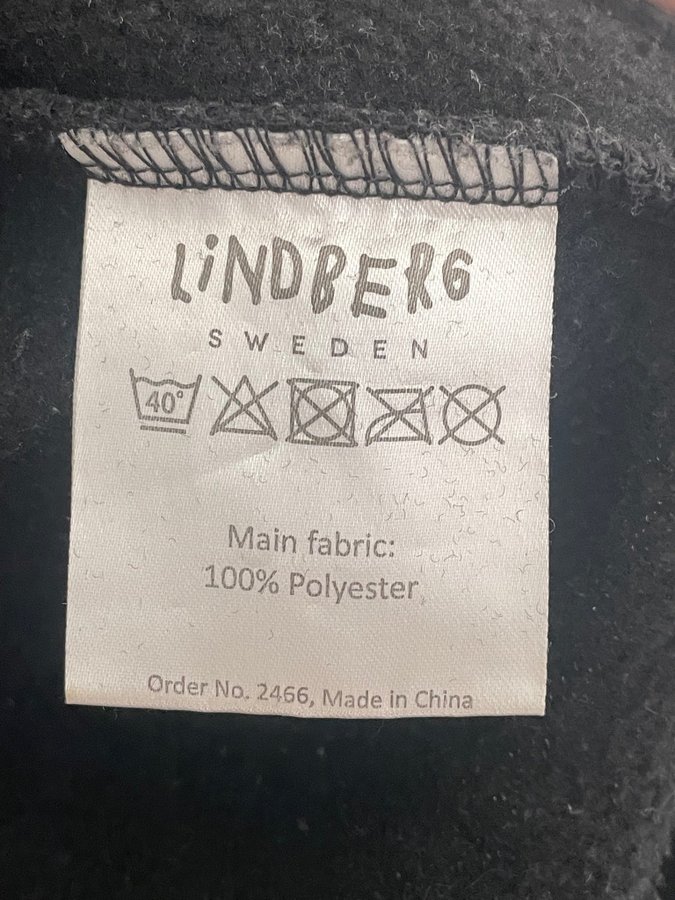 LiNDBERG
SWEDEN
40°
Main fabric:
100% Polyester
Order No. 2466, Made in China